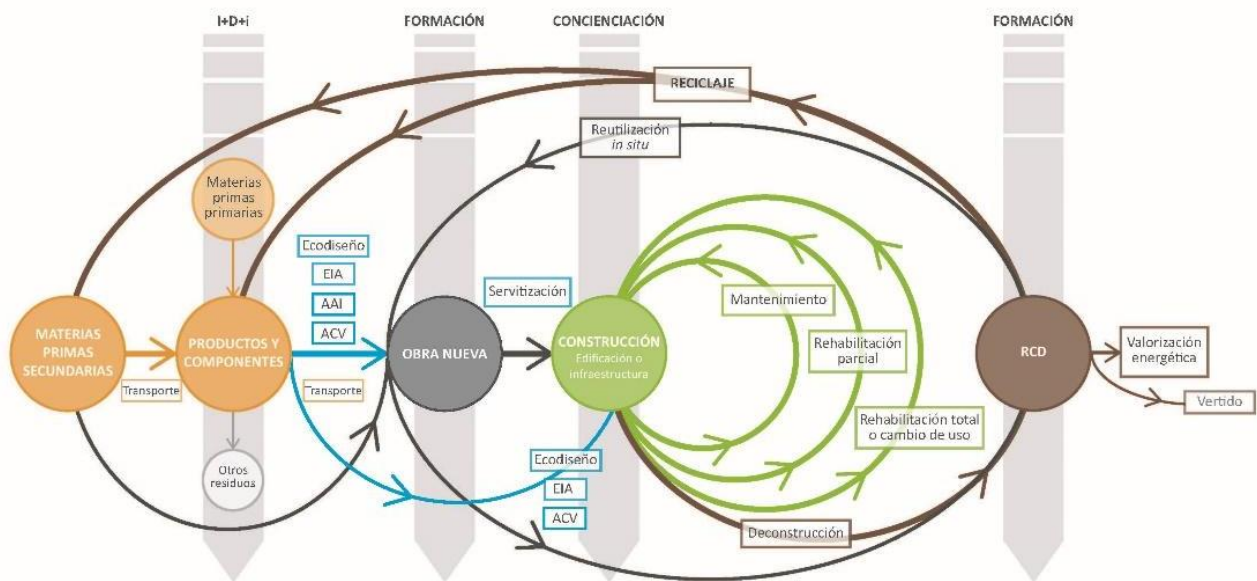 I+D+i
FORMACIÓN
CONCIENCIACIÓN
FORMACIÓN
RECICLAJE
Reutilización
in situ
Materias
primas
primarias
Ecodiseño
EIA
AAI
ACV
Servitización
Mantenimiento
MATERIAS
PRIMAS
SECUNDARIAS
PRODUCTOS Y
COMPONENTES
OBRA NUEVA
CONSTRUCCIÓN
Edificación o
infraestructura
Rehabilitación
parcial
RCD
Valorización
energética
Transporte
Transporte
Vertido
Rehabilitación total
o cambio de uso
Otros
residuos
Ecodiseño
EIA
ACV
Deconstrucción